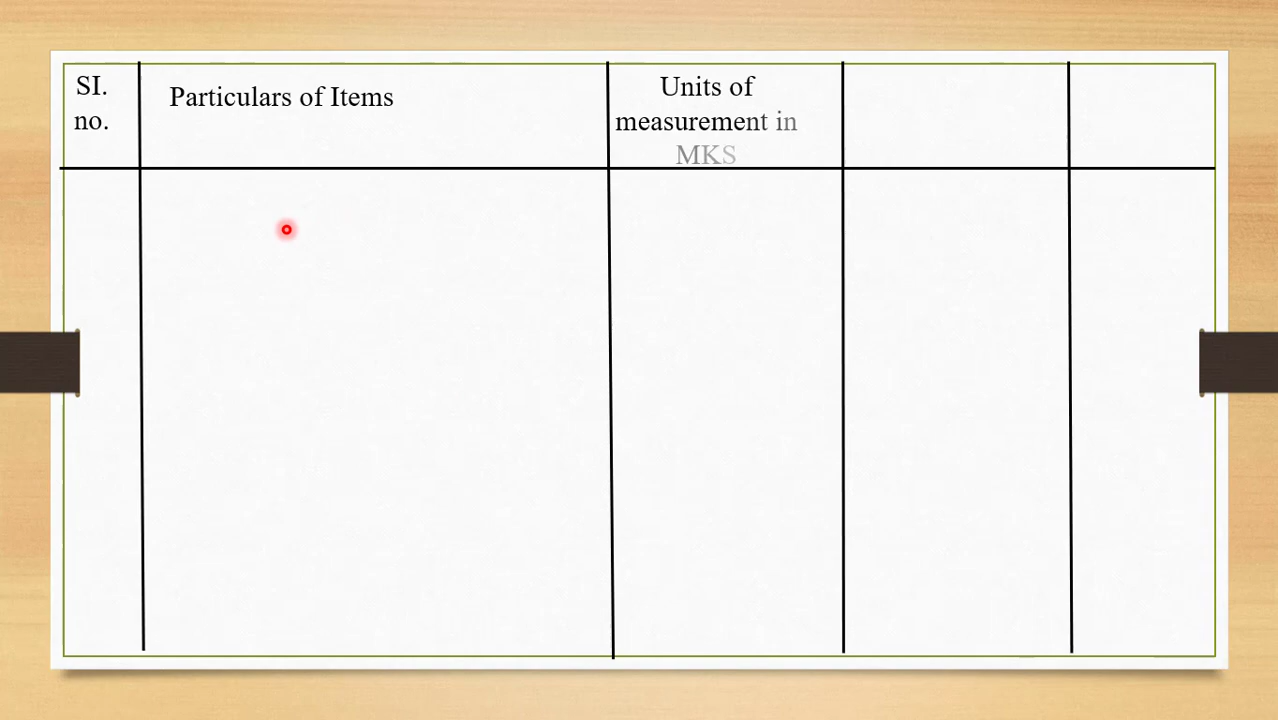 SI.
no.
Particulars of Items
Units of
measurement in
MKS